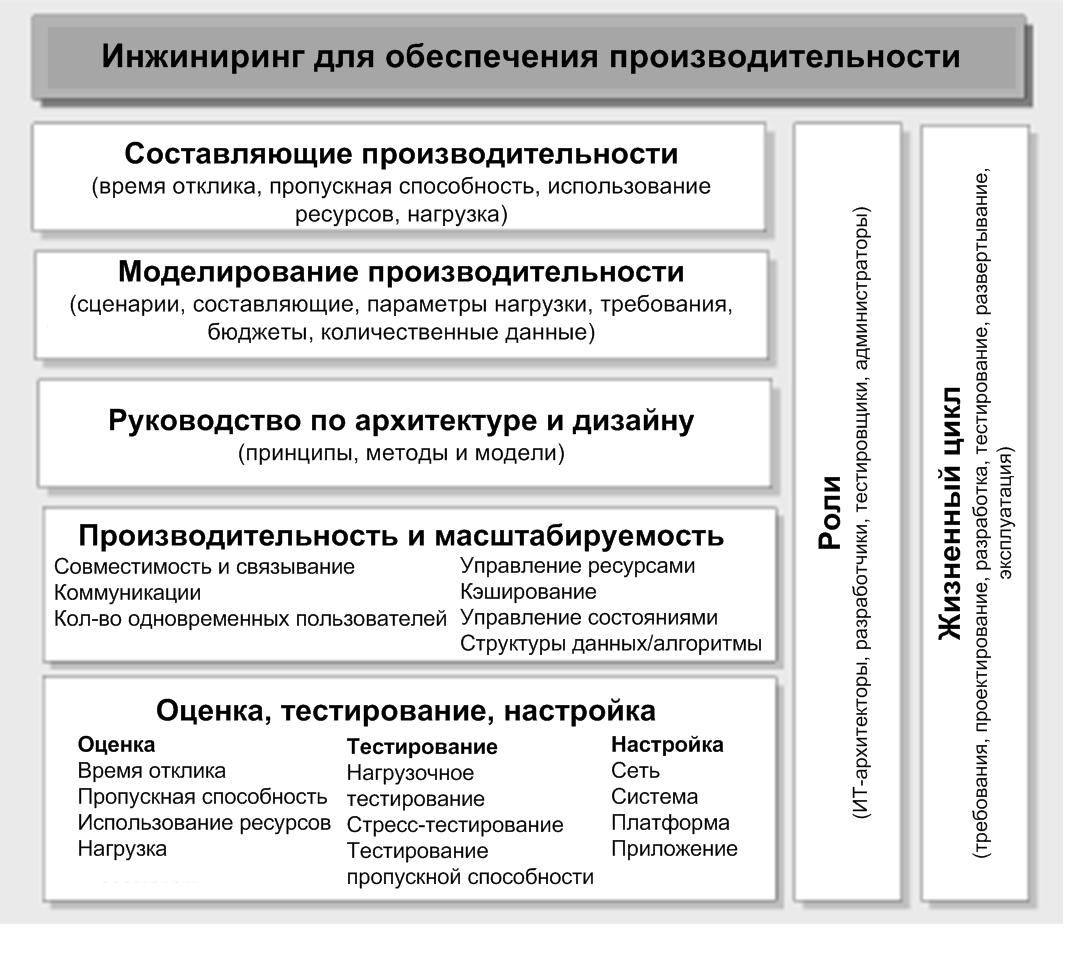 Инжиниринг для обеспечения производительности
Составляющие производительности
(время отклика, пропускная способность, использование
ресурсов, нагрузка)
Моделирование производительности
(сценарии, составляющие, параметры нагрузки, требования,
бюджеты, количественные данные)
Руководство по архитектуре и дизайну
(принципы, методы и модели)
Производительность и масштабируемость
Совместимость и связывание
Коммуникации
Кол-во одновременных пользователей
Управление ресурсами
Кэширование
Управление состояниями
Структуры данных/алгоритмы
Оценка, тестирование, настройка
Оценка
Время отклика
Пропускная способность
Использование ресурсов
Нагрузка
Тестирование
Нагрузочное
тестирование
Стресс-тестирование
Тестирование
пропускной способности
Настройка
Сеть
Система
Платформа
Приложение
Роли
(ИТ-архитекторы, разработчики, тестировщики, администраторы)
Жизненный цикл
(требования, проектирование, разработка, тестирование, развертывание,
эксплуатация)